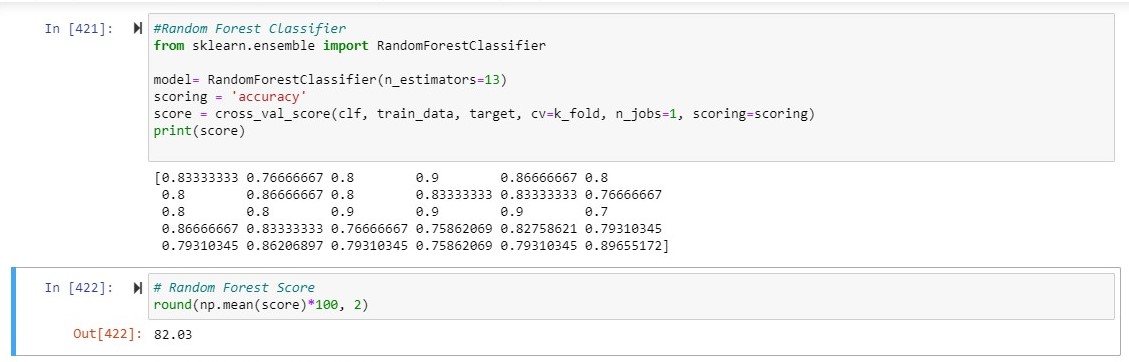 In [421]: #Random Forest Classifier
from sklearn.ensemble import RandomForestClassifier
model= RandomForestClassifier(n_estimators=13)
scoring = 'accuracy'
score = cross_val_score(clf, train_data, target, cv=k_fold, n_jobs=1, scoring=scoring)
print(score)
[0.83333333 0.76666667 0.8 0.9 0.86666667 0.8
0.8 0.86666667 0.8 0.83333333 0.83333333 0.76666667
0.8 0.8 0.9 0.9 0.9 0.7
0.86666667 0.83333333 0.76666667 0.75862069 0.82758621 0.79310345
0.79310345 0.86206897 0.79310345 0.75862069 0.79310345 0.89655172]
In [422]: # Random Forest Score
round(np.mean(score)*100, 2)
Out[422]: 82.03